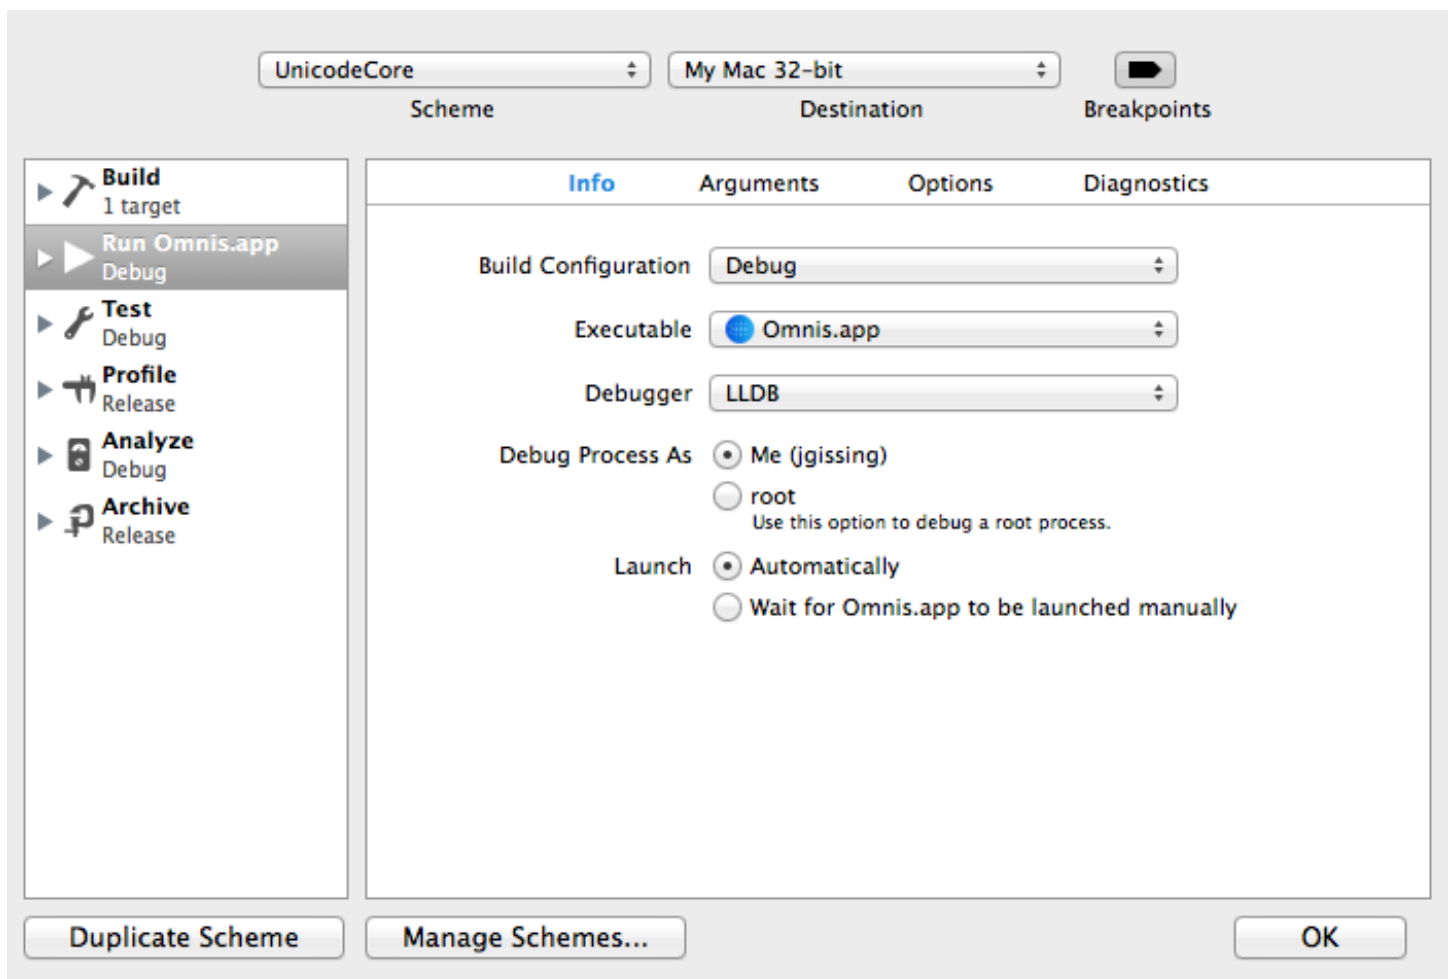 UnicodeCore
My Mac 32-bit
Scheme
Destination
Breakpoints
Build
1 target
Run Omnis.app
Debug
Test
Debug
Profile
Release
Analyze
Debug
Archive
Release
Info Arguments Options Diagnostics
Build Configuration Debug
Executable Omnis.app
Debugger LLDB
Debug Process As Me (jgissing)
root
Use this option to debug a root process.
Launch Automatically
Wait for Omnis.app to be launched manually
Duplicate Scheme
Manage Schemes...
OK